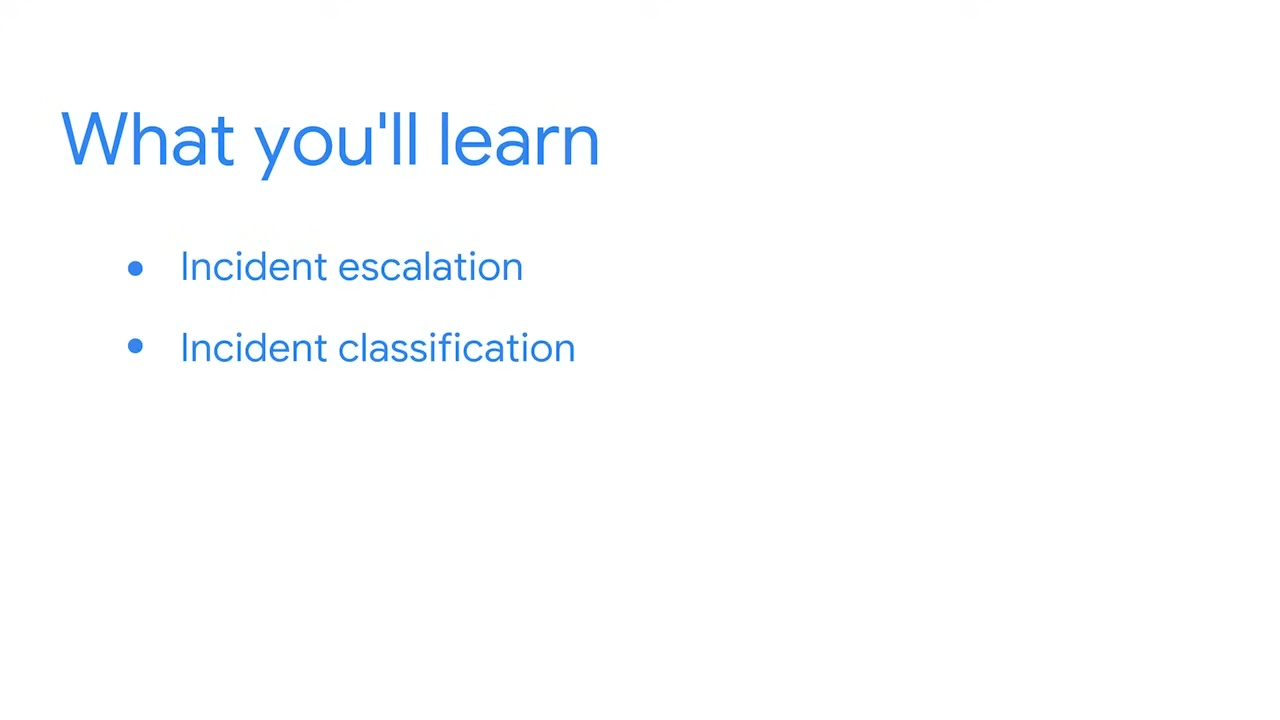 What you'll learn
• Incident escalation
• Incident classification